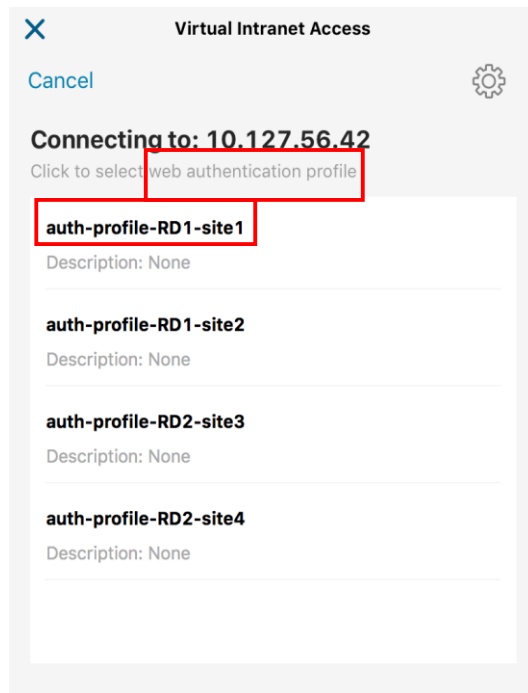 Virtual Intranet Access
Cancel
Connecting to: 10.127.56.42
Click to select web authentication profile
auth-profile-RD1-site1
Description: None
auth-profile-RD1-site2
Description: None
auth-profile-RD2-site3
Description: None
auth-profile-RD2-site4
Description: None